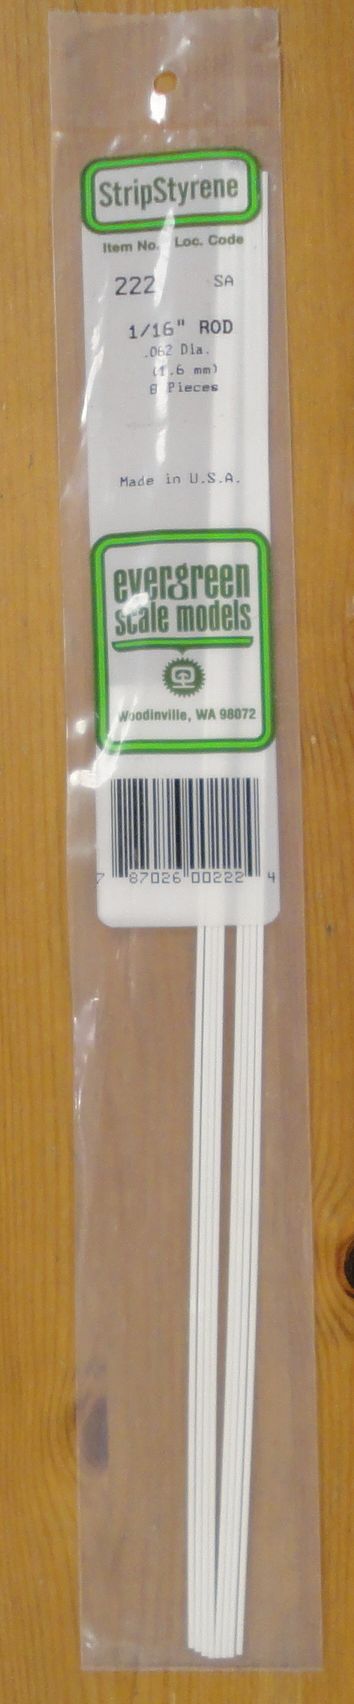 StripStyrene
Item No. Loc. Code
222 SA
1/16" ROD
.062 Dia.
(1.6 mm)
8 Pieces
Made in U.S.A.
evergreen
scale models
Woodinville, WA 98072
7 87026 00222 4